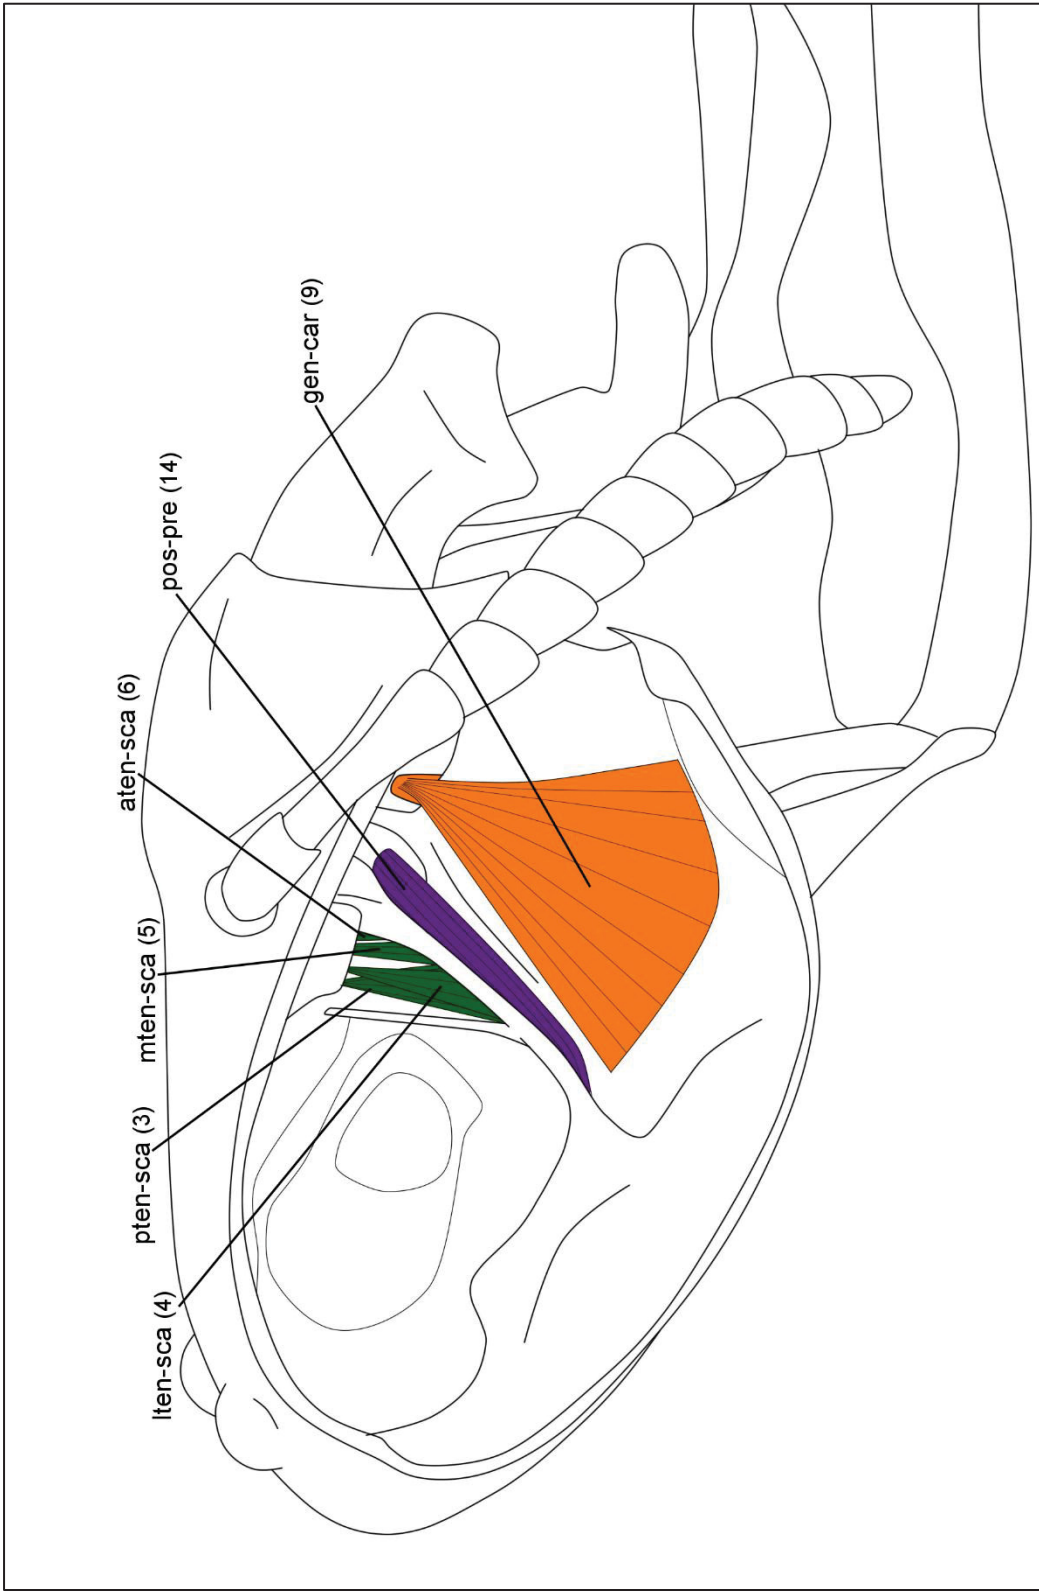 lten-sca (4)
pten-sca (3)
mten-sca (5)
aten-sca (6)
pos-pre (14)
gen-car (9)